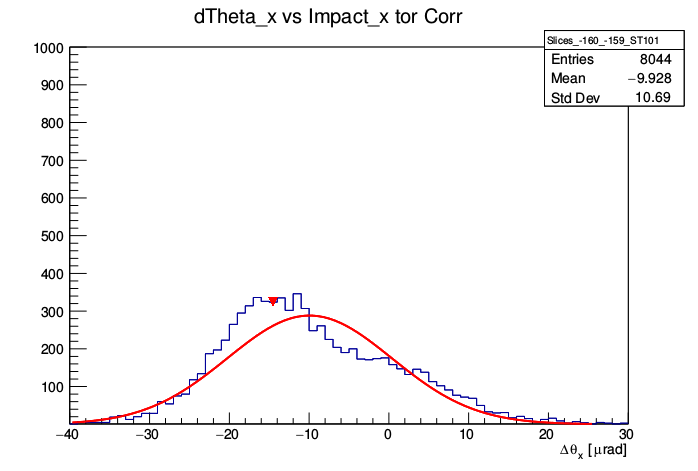 dTheta_x vs Impact_x tor Corr
Slices_-160_-159_ST101
Entries 8044
Mean −9.928
Std Dev 10.69
1000
900
800
700
600
500
400
300
200
100
−40 −30 −20 −10 0 10 20 30
Δθx [μrad]